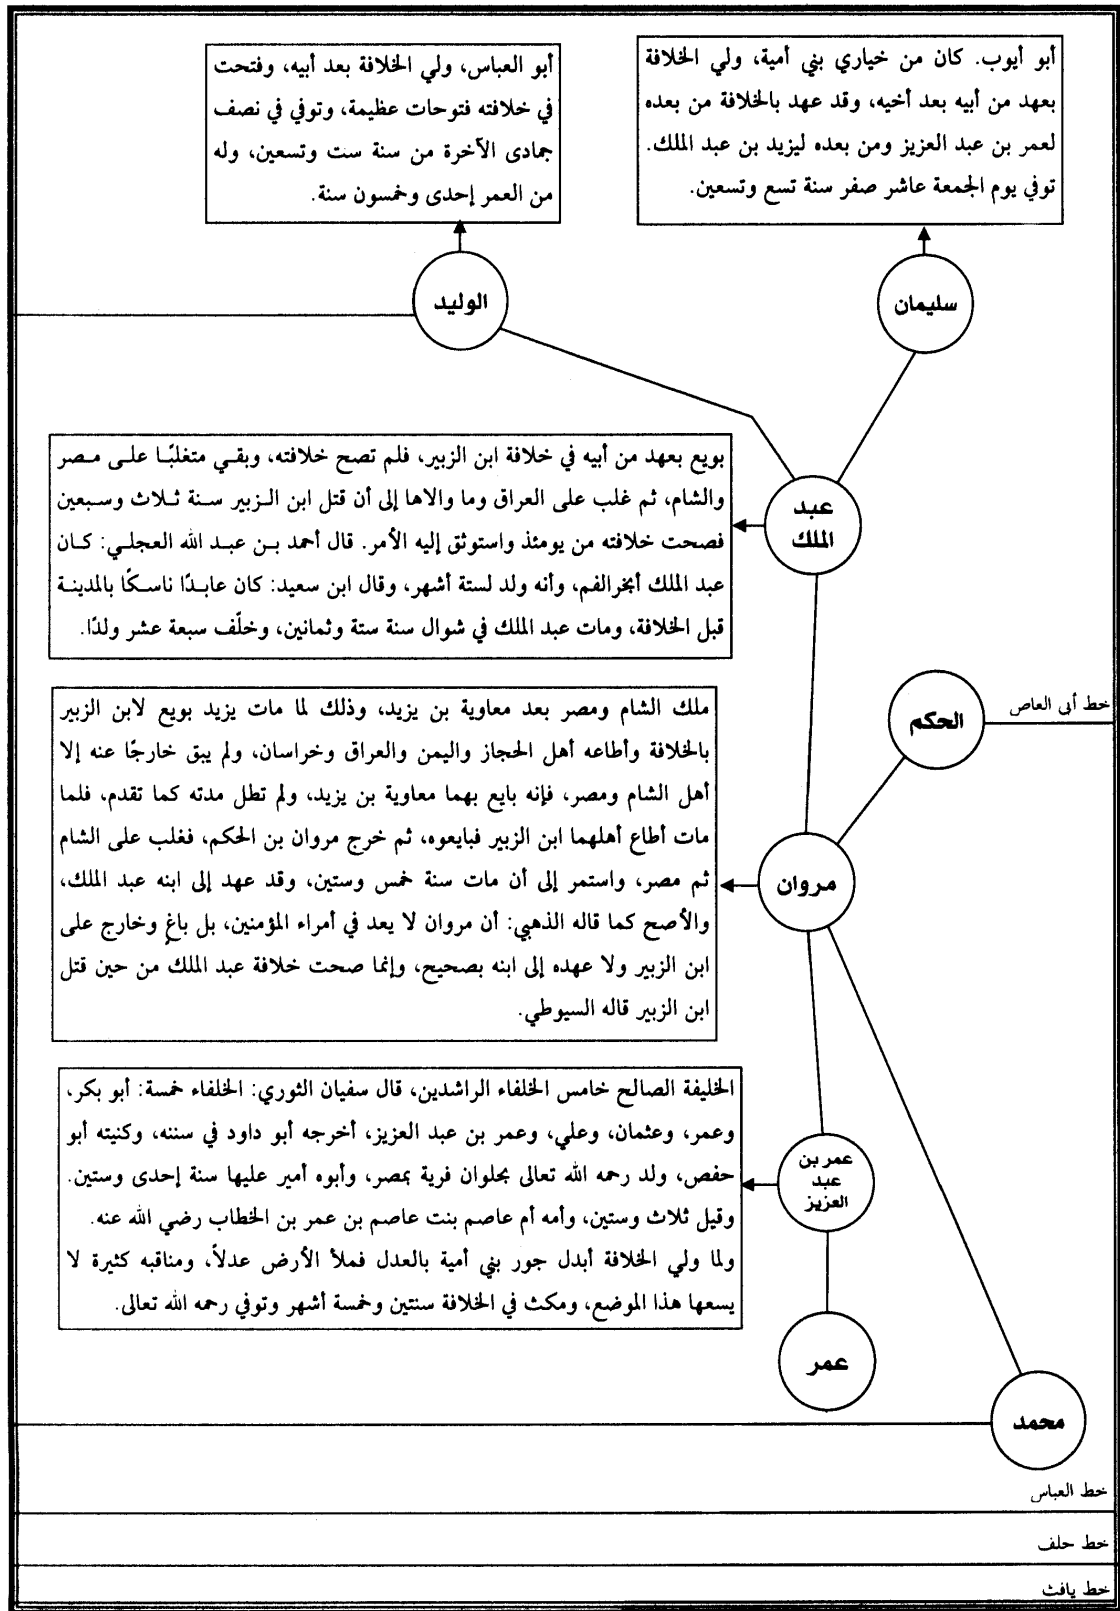 أبو أيوب. كان من خياري بني أمية، ولي الخلافة
بعهد من أبيه بعد أخيه، وقد عهد بالخلافة من بعده
لعمر بن عبد العزيز ومن بعده ليزيد بن عبد الملك.
توفي يوم الجمعة عاشر صفر سنة تسع وتسعين.
أبو العباس، ولي الخلافة بعد أبيه، وفتحت
في خلافته فتوحات عظيمة، وتوفي في نصف
جمادى الآخرة من سنة ست وتسعين، وله
من العمر إحدى وخمسون سنة.
سليمان
الوليد
بويع بعهد من أبيه في خلافة ابن الزبير، فلم تصح خلافته، وبقي متغلبًا على مصر
والشام، ثم غلب على العراق وما والاها إلى أن قتل ابن الزبير سنة ثلاث وسبعين
فصحت خلافته من يومئذ واستوثق إليه الأمر. قال أحمد بن عبد الله العجلي: كان
عبد الملك أبخرالفم، وأنه ولد لستة أشهر، وقال ابن سعيد: كان عابدًا ناسكًا بالمدينة
قبل الخلافة، ومات عبد الملك في شوال سنة ستة وثمانين، وخلّف سبعة عشر ولدًا.
عبد
الملك
خط أبى العاص
الحكم
ملك الشام ومصر بعد معاوية بن يزيد، وذلك لما مات يزيد بويع لابن الزبير
بالخلافة وأطاعه أهل الحجاز واليمن والعراق وخراسان، ولم يبق خارجًا عنه إلا
أهل الشام ومصر، فإنه بايع بهما معاوية بن يزيد، ولم تطل مدته كما تقدم، فلما
مات أطاع أهلهما ابن الزبير فبايعوه، ثم خرج مروان بن الحكم، فغلب على الشام
ثم مصر، واستمر إلى أن مات سنة خمس وستين، وقد عهد إلى ابنه عبد الملك،
والأصح كما قاله الذهبي: أن مروان لا يعد في أمراء المؤمنين، بل باغٍ وخارج على
ابن الزبير ولا عهده إلى ابنه بصحيح، وإنما صحت خلافة عبد الملك من حين قتل
ابن الزبير قاله السيوطي.
مروان
الخليفة الصالح خامس الخلفاء الراشدين، قال سفيان الثوري: الخلفاء خمسة: أبو بكر،
وعمر، وعثمان، وعلي، وعمر بن عبد العزيز، أخرجه أبو داود في سننه، وكنيته أبو
حفص، ولد رحمه الله تعالى بحلوان قرية بمصر، وأبوه أمير عليها سنة إحدى وستين.
وقيل ثلاث وستين، وأمه أم عاصم بنت عاصم بن عمر بن الخطاب رضي الله عنه.
ولما ولي الخلافة أبدل جور بني أمية بالعدل فملأ الأرض عدلاً، ومناقبه كثيرة لا
يسعها هذا الموضع، ومكث في الخلافة سنتين وخمسة أشهر وتوفي رحمه الله تعالى.
عمر بن
عبد
العزيز
عمر
محمد
خط العباس
خط حلف
خط يافث